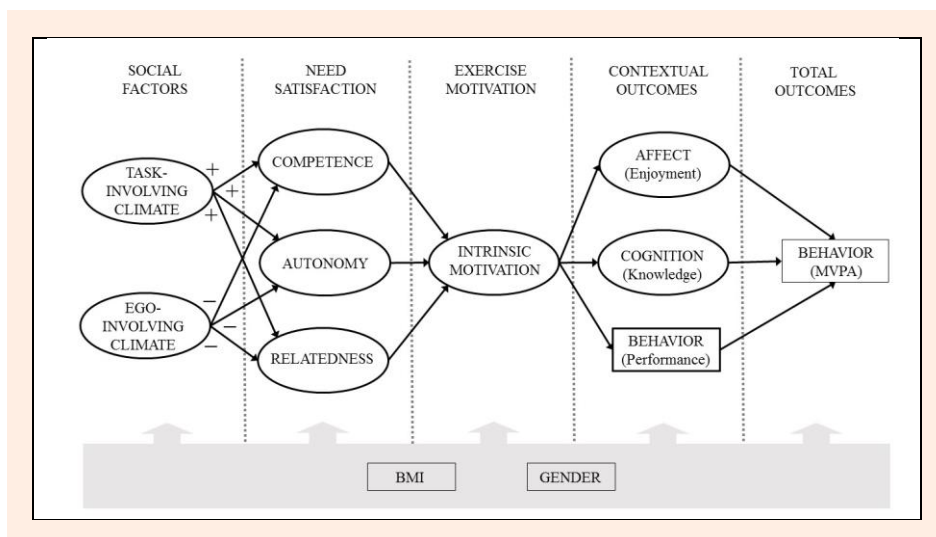 SOCIAL
FACTORS
NEED
SATISFACTION
EXERCISE
MOTIVATION
CONTEXTUAL
OUTCOMES
TOTAL
OUTCOMES
TASK-
INVOLVING
CLIMATE
+
+
+
EGO-
INVOLVING
CLIMATE
−
−
−
COMPETENCE
AUTONOMY
RELATEDNESS
INTRINSIC
MOTIVATION
AFFECT
(Enjoyment)
COGNITION
(Knowledge)
BEHAVIOR
(Performance)
BEHAVIOR
(MVPA)
BMI
GENDER